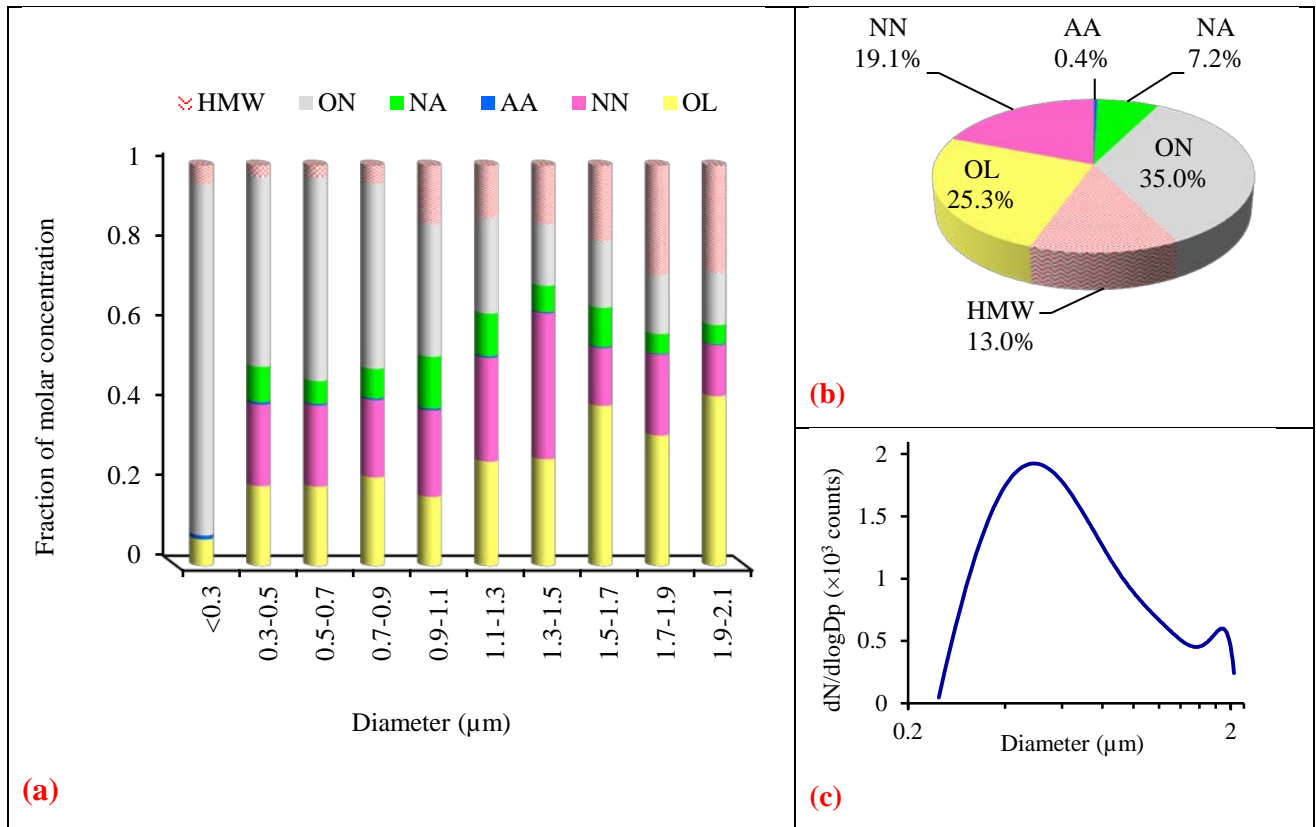 HMW ON NA AA NN OL
Fraction of molar concentration
1
0.8
0.6
0.4
0.2
0
<0.3
0.3-0.5
0.5-0.7
0.7-0.9
0.9-1.1
1.1-1.3
1.3-1.5
1.5-1.7
1.7-1.9
1.9-2.1
Diameter (µm)
(a)
NN
19.1%
AA
0.4%
NA
7.2%
ON
35.0%
OL
25.3%
HMW
13.0%
(b)
dN/dlogDp (×10³ counts)
2
1.5
1
0.5
0
0.2
2
Diameter (µm)
(c)